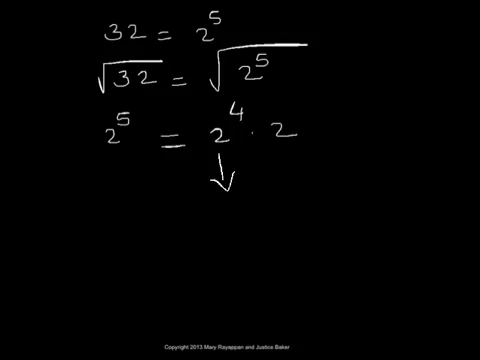 32 = 2^5
√32 = √2^5
2^5 = 2^4 · 2
↓
Copyright 2013 Mary Rayappan and Justice Baker